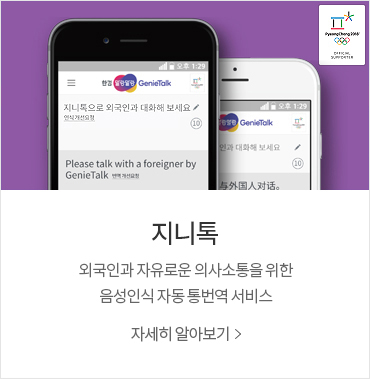 PyeongChang 2018
OFFICIAL
SUPPORTER
오후 1:29
한컴 말랑말랑 GenieTalk
지니톡으로 외국인과 대화해 보세요
인식 개선요청
10
Please talk with a foreigner by
GenieTalk 번역 개선요청
오후 1:29
말랑말랑 GenieTalk
인과 대화해 보세요
10
与外国人对话。
지니톡
외국인과 자유로운 의사소통을 위한
음성인식 자동 통번역 서비스
자세히 알아보기 >